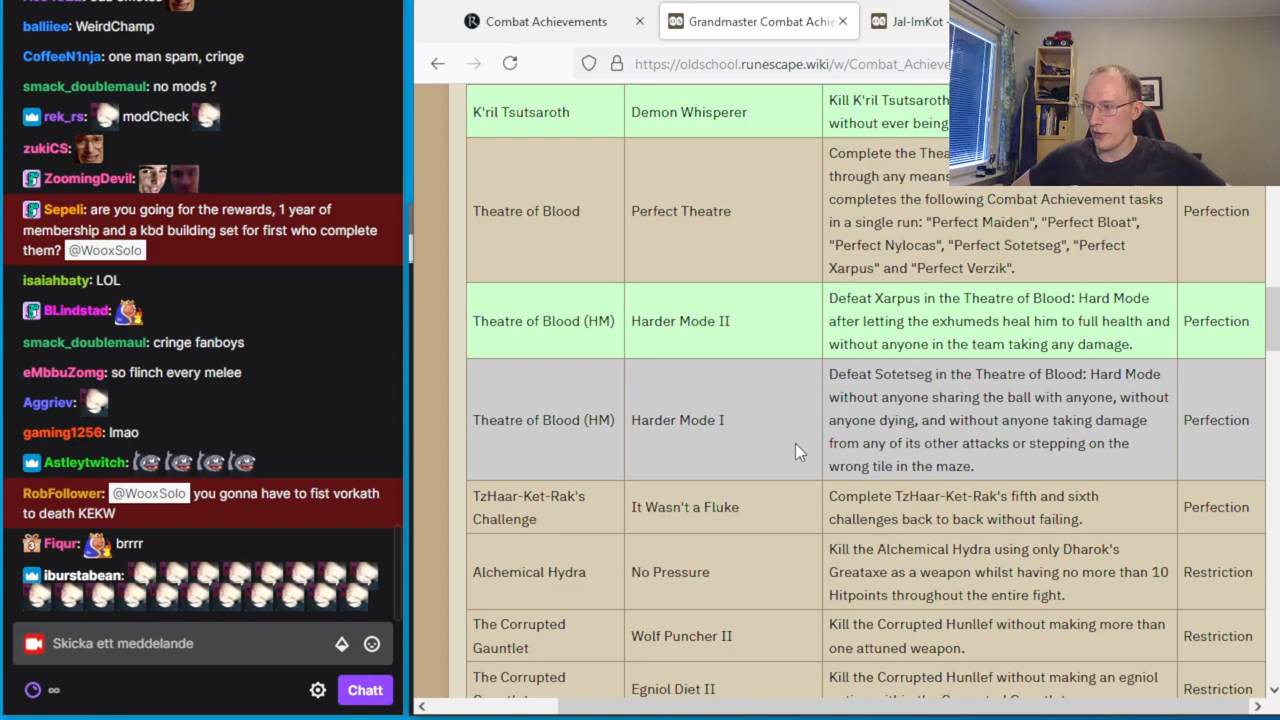 balliiee: WeirdChamp
CoffeeN1nja: one man spam, cringe
smack_doublemaul: no mods ?
rek_rs: modCheck
zukiCS:
ZoomingDevil:
Sepeli: are you going for the rewards, 1 year of
membership and a kbd building set for first who complete
them? @WooxSolo
isaiahbaty: LOL
BLindstad:
smack_doublemaul: cringe fanboys
eMbbuZomg: so flinch every melee
Aggriev:
gaming1256: lmao
Astleytwitch:
RobFollower: @WooxSolo you gonna have to fist vorkath
to death KEKW
3 Fiqur: brrrr
iburstabean:
Skicka ett meddelande
∞
Chatt
Combat Achievements
Grandmaster Combat Achie
Jal-ImKot
https://oldschool.runescape.wiki/w/Combat_Achieve
K'ril Tsutsaroth
Demon Whisperer
Kill K'ril Tsutsaroth
without ever being
Theatre of Blood
Perfect Theatre
Complete the Thea
through any means
completes the following Combat Achievement tasks
in a single run: "Perfect Maiden", "Perfect Bloat",
"Perfect Nylocas", "Perfect Sotetseg", "Perfect
Xarpus" and "Perfect Verzik".
Perfection
Theatre of Blood (HM)
Harder Mode II
Defeat Xarpus in the Theatre of Blood: Hard Mode
after letting the exhumeds heal him to full health and
without anyone in the team taking any damage.
Perfection
Theatre of Blood (HM)
Harder Mode I
Defeat Sotetseg in the Theatre of Blood: Hard Mode
without anyone sharing the ball with anyone, without
anyone dying, and without anyone taking damage
from any of its other attacks or stepping on the
wrong tile in the maze.
Perfection
TzHaar-Ket-Rak's
Challenge
It Wasn't a Fluke
Complete TzHaar-Ket-Rak's fifth and sixth
challenges back to back without failing.
Perfection
Alchemical Hydra
No Pressure
Kill the Alchemical Hydra using only Dharok's
Greataxe as a weapon whilst having no more than 10
Hitpoints throughout the entire fight.
Restriction
The Corrupted
Gauntlet
Wolf Puncher II
Kill the Corrupted Hunllef without making more than
one attuned weapon.
Restriction
The Corrupted
Egniol Diet II
Kill the Corrupted Hunllef without making an egniol
Restriction